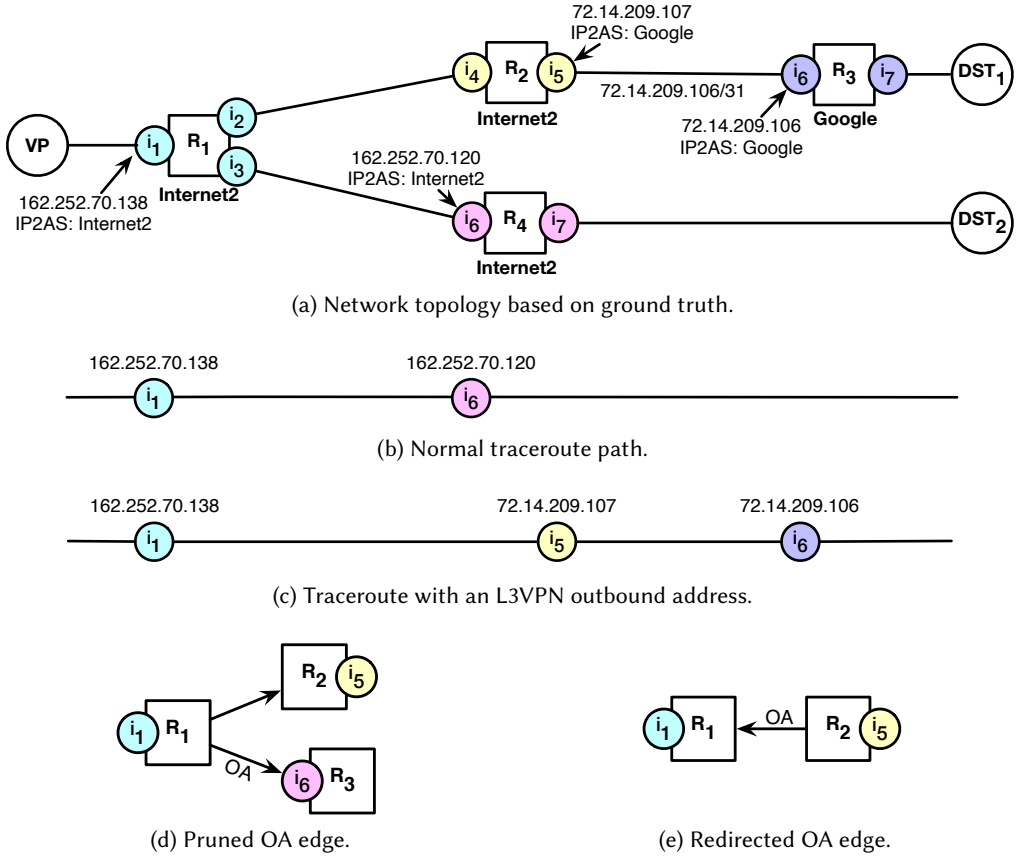 72.14.209.107
IP2AS: Google
i4
R2
i5
i6
R3
i7
DST1
72.14.209.106/31
Internet2
Google
72.14.209.106
IP2AS: Google
VP
i1
R1
i2
i3
162.252.70.120
IP2AS: Internet2
Internet2
162.252.70.138
IP2AS: Internet2
i6
R4
i7
DST2
Internet2
(a) Network topology based on ground truth.
162.252.70.138
162.252.70.120
i1
i6
(b) Normal traceroute path.
162.252.70.138
72.14.209.107
72.14.209.106
i1
i5
i6
(c) Traceroute with an L3VPN outbound address.
R2
i5
i1
R1
OA
i6
R3
(d) Pruned OA edge.
i1
R1
OA
R2
i5
(e) Redirected OA edge.